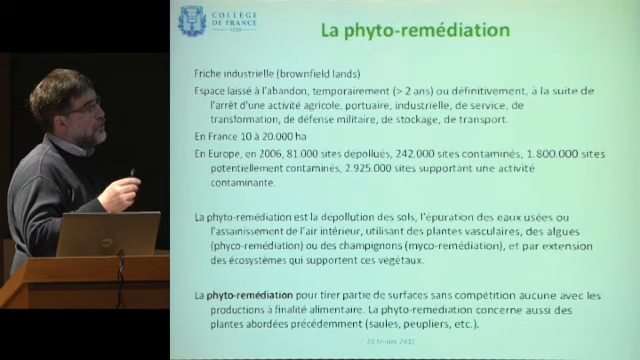 COLLÈGE
DE FRANCE
1530
La phyto-remédiation
Friche industrielle (brownfield lands)
Espace laissé à l'abandon, temporairement (> 2 ans) ou définitivement, à la suite de
l'arrêt d'une activité agricole, portuaire, industrielle, de service, de
transformation, de défense militaire, de stockage, de transport.
En France 10 à 20.000 ha
En Europe, en 2006, 81.000 sites dépollués, 242.000 sites contaminés, 1.800.000 sites
potentiellement contaminés, 2.925.000 sites supportant une activité
contaminante.
La phyto-remédiation est la dépollution des sols, l'épuration des eaux usées ou
l'assainissement de l'air intérieur, utilisant des plantes vasculaires, des algues
(phyco-remédiation) ou des champignons (myco-remédiation), et par extension
des écosystèmes qui supportent ces végétaux.
La phyto-remédiation pour tirer partie de surfaces sans compétition aucune avec les
productions à finalité alimentaire. La phyto-remédiation concerne aussi des
plantes abordées précédemment (saules, peupliers, etc.).
28 février 2012